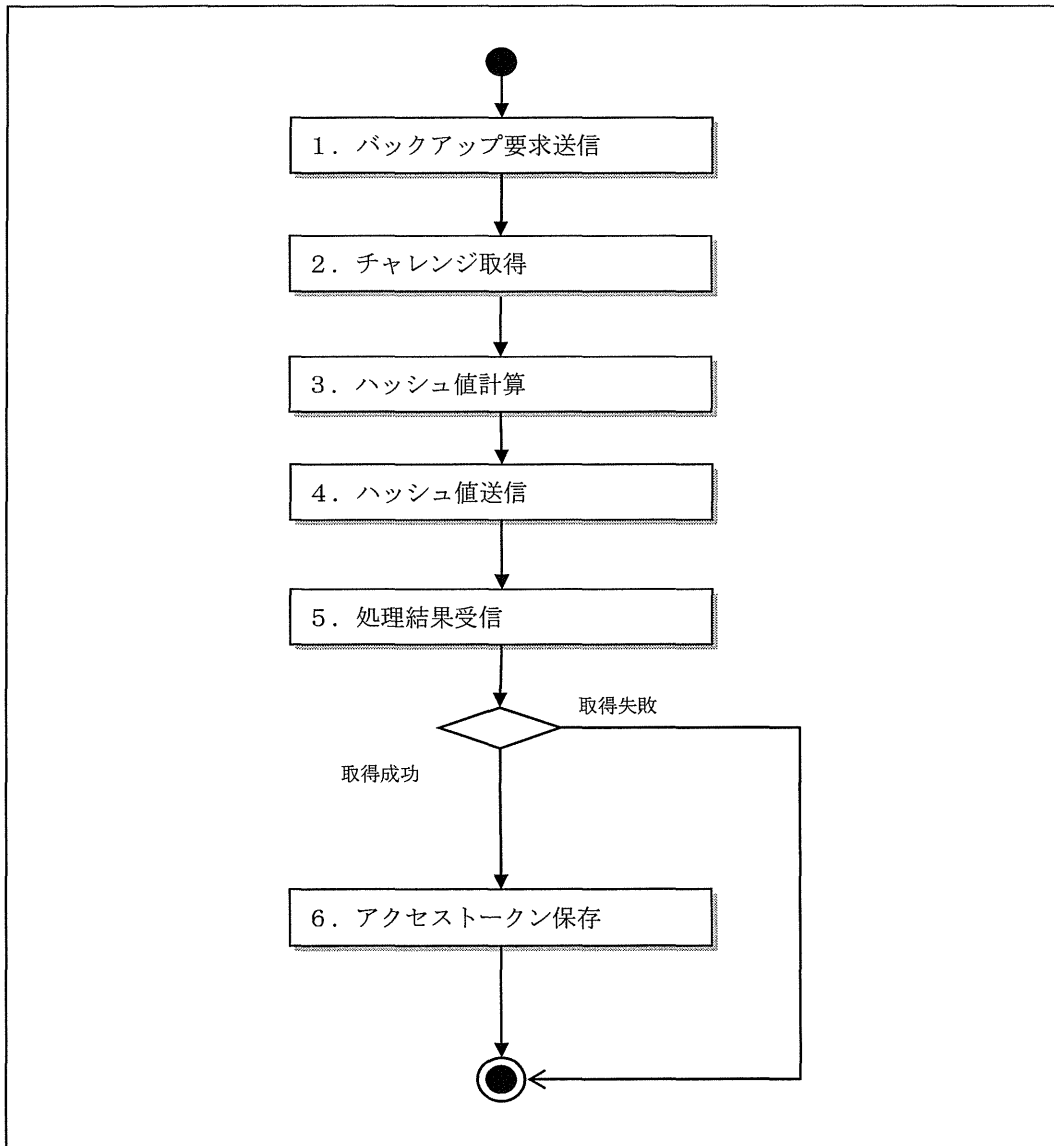 1．バックアップ要求送信
2．チャレンジ取得
3．ハッシュ値計算
4．ハッシュ値送信
5．処理結果受信
取得失敗
取得成功
6．アクセストークン保存